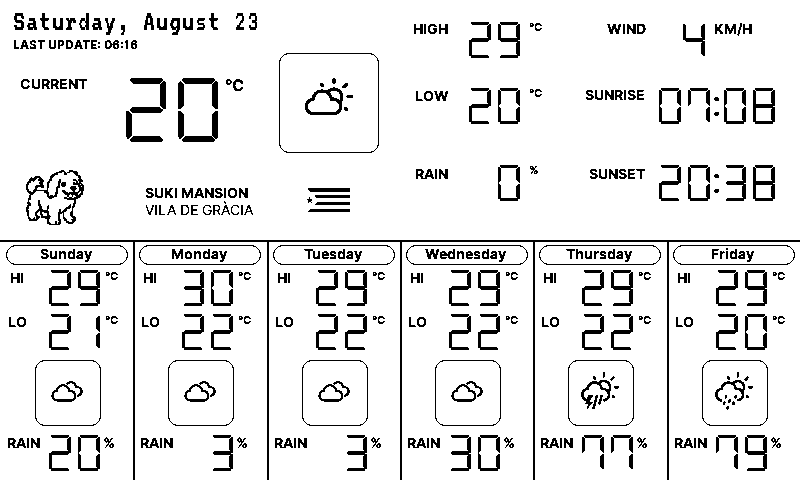 Saturday, August 23
LAST UPDATE: 06:16
CURRENT 20 °C
SUKI MANSION
VILA DE GRÀCIA
HIGH 29 °C
LOW 20 °C
RAIN 0 %
WIND 4 KM/H
SUNRISE 07:08
SUNSET 20:38
Sunday
HI 29 °C
LO 21 °C
RAIN 20 %
Monday
HI 30 °C
LO 22 °C
RAIN 3 %
Tuesday
HI 29 °C
LO 22 °C
RAIN 3 %
Wednesday
HI 29 °C
LO 22 °C
RAIN 30 %
Thursday
HI 29 °C
LO 22 °C
RAIN 77 %
Friday
HI 29 °C
LO 20 °C
RAIN 79 %